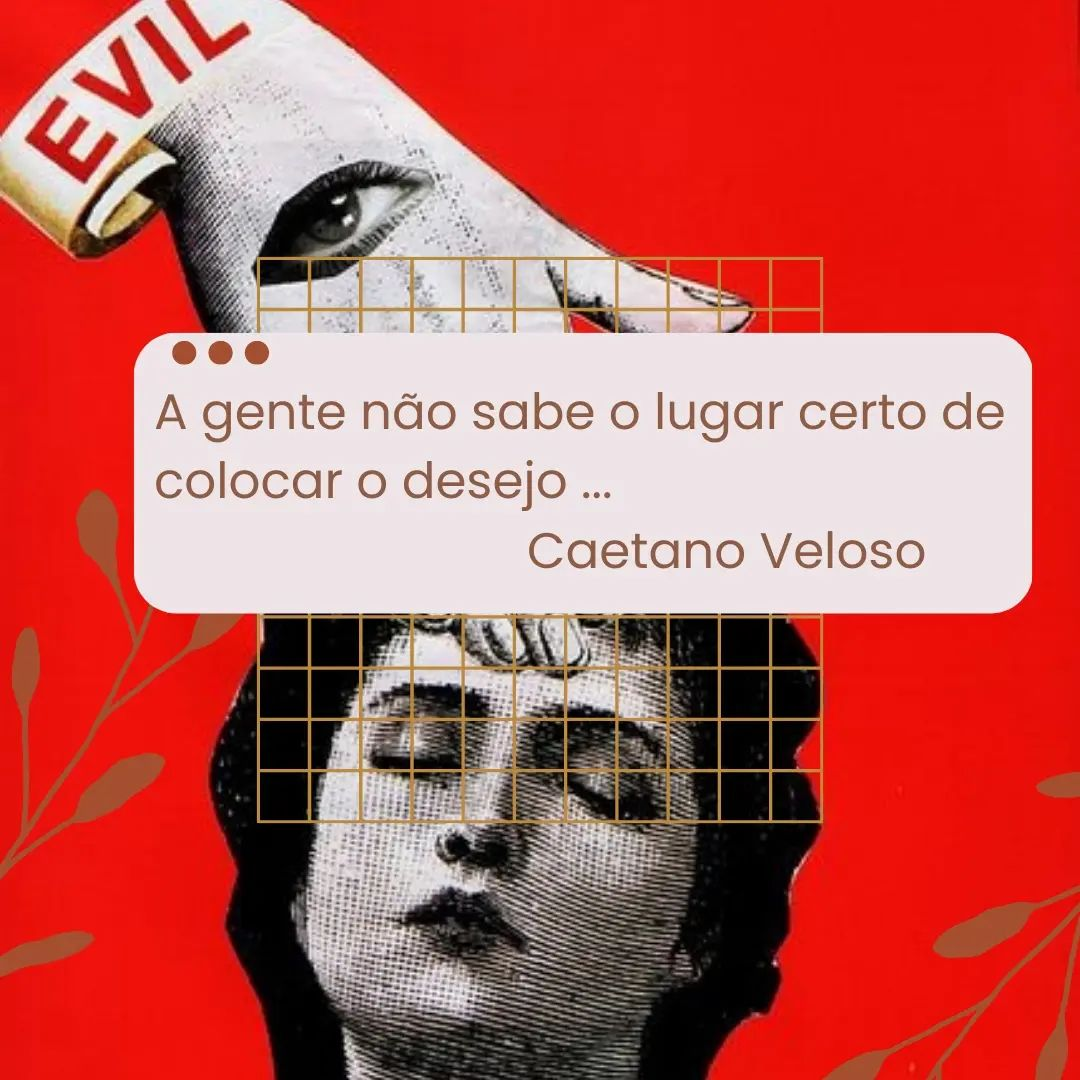 EVIL
A gente não sabe o lugar certo de
colocar o desejo ...
Caetano Veloso